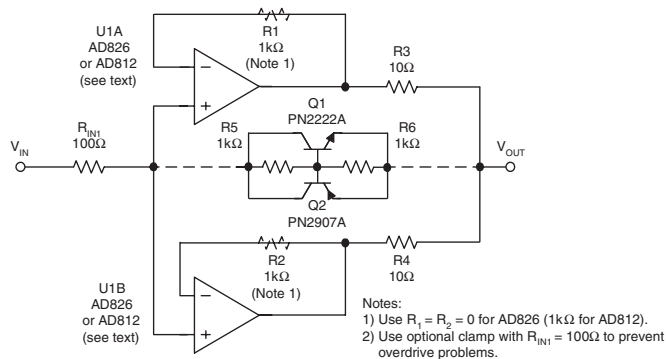 U1A
AD826
or AD812
(see text)
R1
1kΩ
(Note 1)
−
+
R3
10Ω
Q1
PN2222A
V_IN
R_IN1
100Ω
R5
1kΩ
R6
1kΩ
V_OUT
Q2
PN2907A
R2
1kΩ
(Note 1)
R4
10Ω
U1B
AD826
or AD812
(see text)
−
+
Notes:
1) Use R₁ = R₂ = 0 for AD826 (1kΩ for AD812).
2) Use optional clamp with R_IN1 = 100Ω to prevent
overdrive problems.